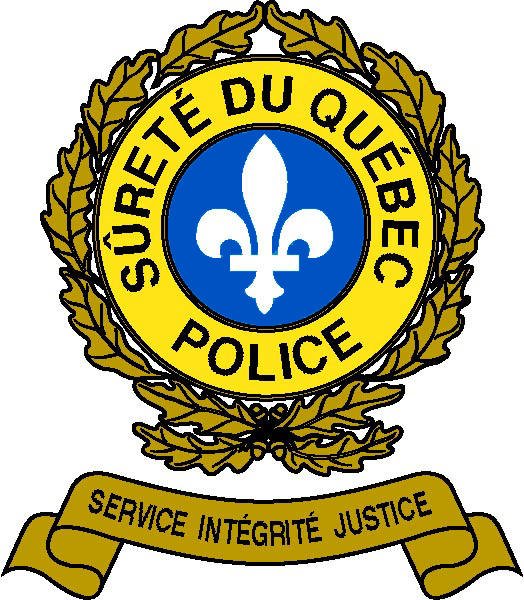 SÛRETÉ DU QUÉBEC
POLICE
SERVICE INTÉGRITÉ JUSTICE